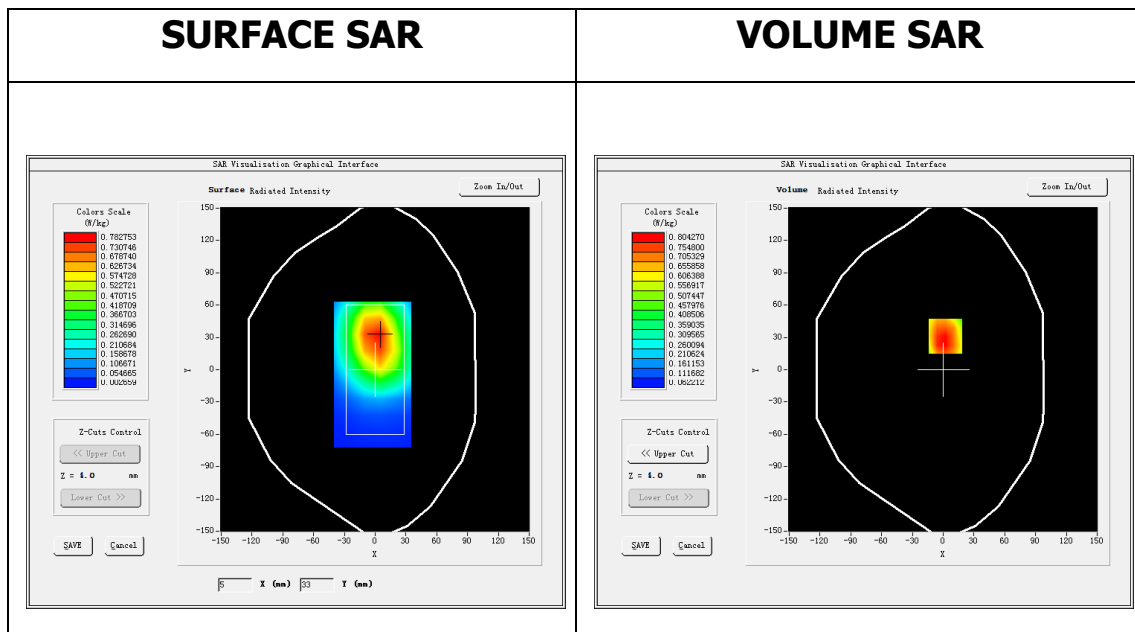 SURFACE SAR
VOLUME SAR
SAR Visualisation Graphical Interface
Surface Radiated Intensity
Zoom In/Out
Colors Scale
(W/kg)
0.782753
0.730746
0.678740
0.626734
0.574728
0.522721
0.470715
0.418709
0.366703
0.314696
0.262690
0.210684
0.158678
0.106671
0.054665
0.002659
Z-Cuts Control
<< Upper Cut
Z = 4.0 mm
Lower Cut >>
SAVE
Cancel
150
120
90
60
30
0
-30
-60
-90
-120
-150
Y
-150 -120 -90 -60 -30 0 30 60 90 120 150
X
5 X (mm) 33 Y (mm)
SAR Visualisation Graphical Interface
Volume Radiated Intensity
Zoom In/Out
Colors Scale
(W/kg)
0.804270
0.754800
0.705329
0.655858
0.606388
0.556917
0.507447
0.457976
0.408506
0.359035
0.309565
0.260094
0.210624
0.161153
0.111682
0.062212
Z-Cuts Control
<< Upper Cut
Z = 4.0 mm
Lower Cut >>
SAVE
Cancel
150
120
90
60
30
0
-30
-60
-90
-120
-150
Y
-150 -120 -90 -60 -30 0 30 60 90 120 150
X